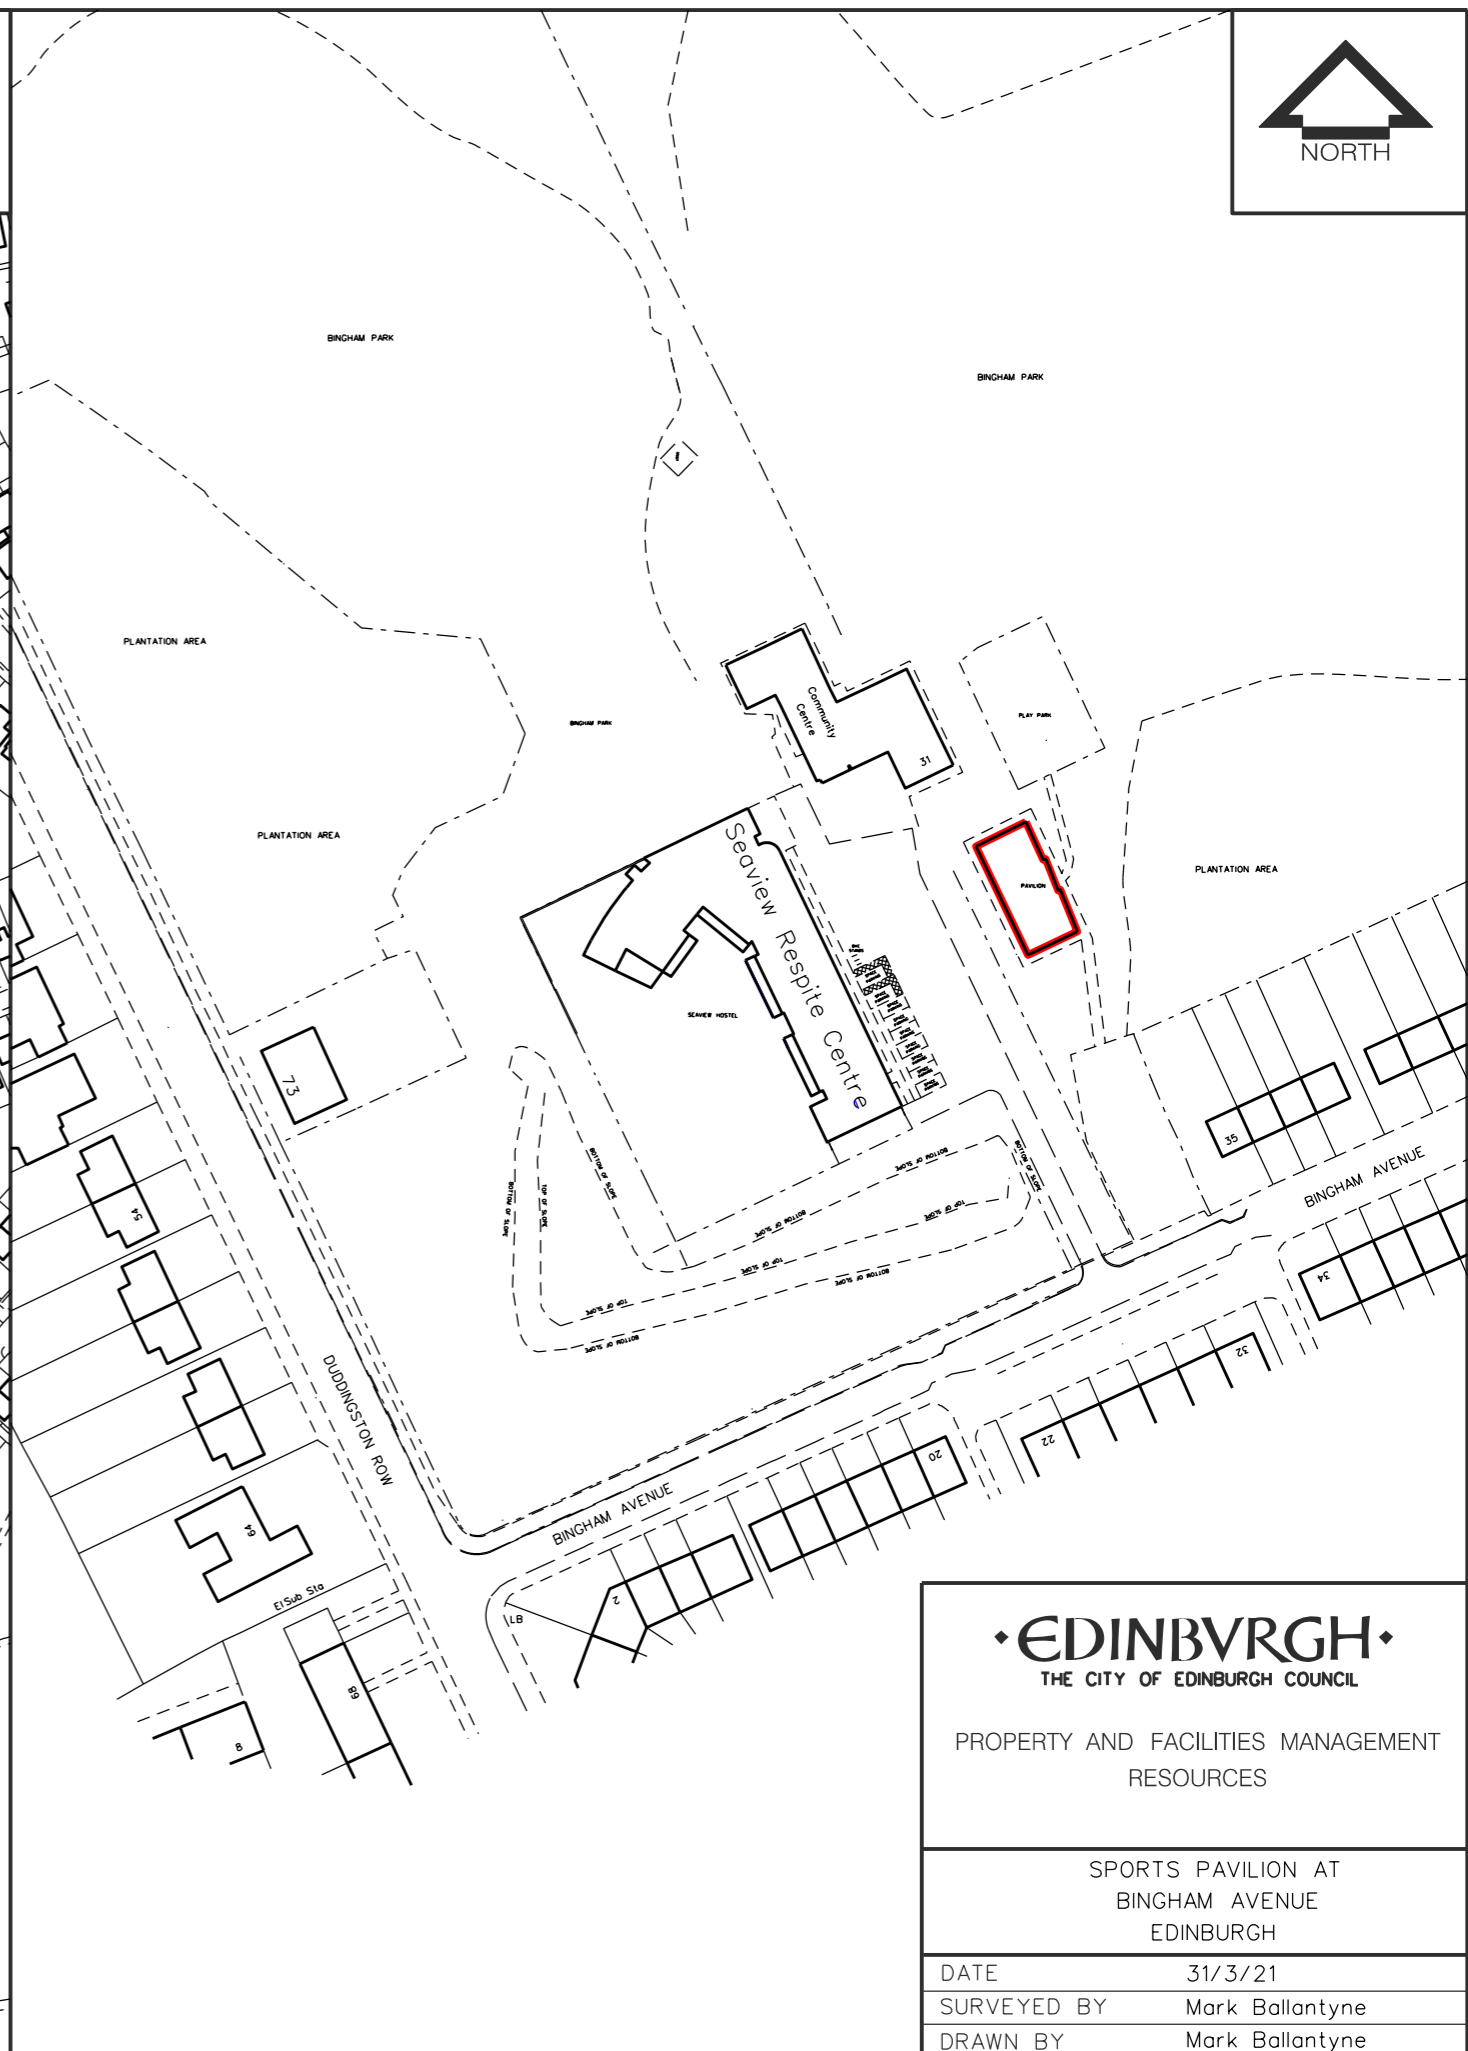 NORTH
BINGHAM PARK
BINGHAM PARK
PLANTATION AREA
Community
Centre
31
PLAY PARK
BINGHAM PARK
PLANTATION AREA
PAVILION
PLANTATION AREA
Seaview Respite Centre
SEAVIEW HOSTEL
73
35
BINGHAM AVENUE
BOTTOM OF SLOPE
BOTTOM OF SLOPE
BOTTOM OF SLOPE
BOTTOM OF SLOPE
TOP OF SLOPE
TOP OF SLOPE
BOTTOM OF SLOPE
TOP OF SLOPE
BOTTOM OF SLOPE
TOP OF SLOPE
BOTTOM OF SLOPE
54
34
32
DUDDINGSTON ROW
22
20
BINGHAM AVENUE
64
El Sub Sta
2
LB
68
8
EDINBVRGH
THE CITY OF EDINBURGH COUNCIL
PROPERTY AND FACILITIES MANAGEMENT
RESOURCES
SPORTS PAVILION AT
BINGHAM AVENUE
EDINBURGH
DATE 31/3/21
SURVEYED BY Mark Ballantyne
DRAWN BY Mark Ballantyne